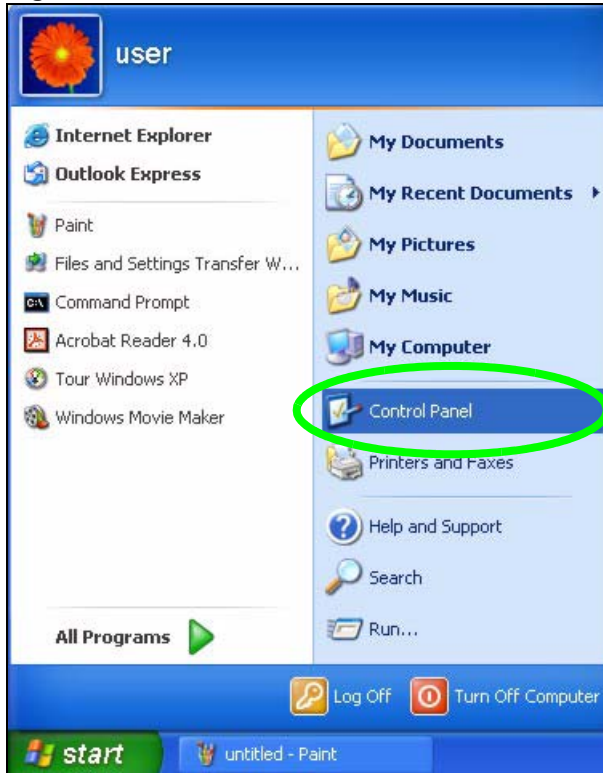 user
Internet Explorer
Outlook Express
Paint
Files and Settings Transfer W...
Command Prompt
Acrobat Reader 4.0
Tour Windows XP
Windows Movie Maker
All Programs
My Documents
My Recent Documents
My Pictures
My Music
My Computer
Control Panel
Printers and Faxes
Help and Support
Search
Run...
Log Off
Turn Off Computer
start
untitled - Paint